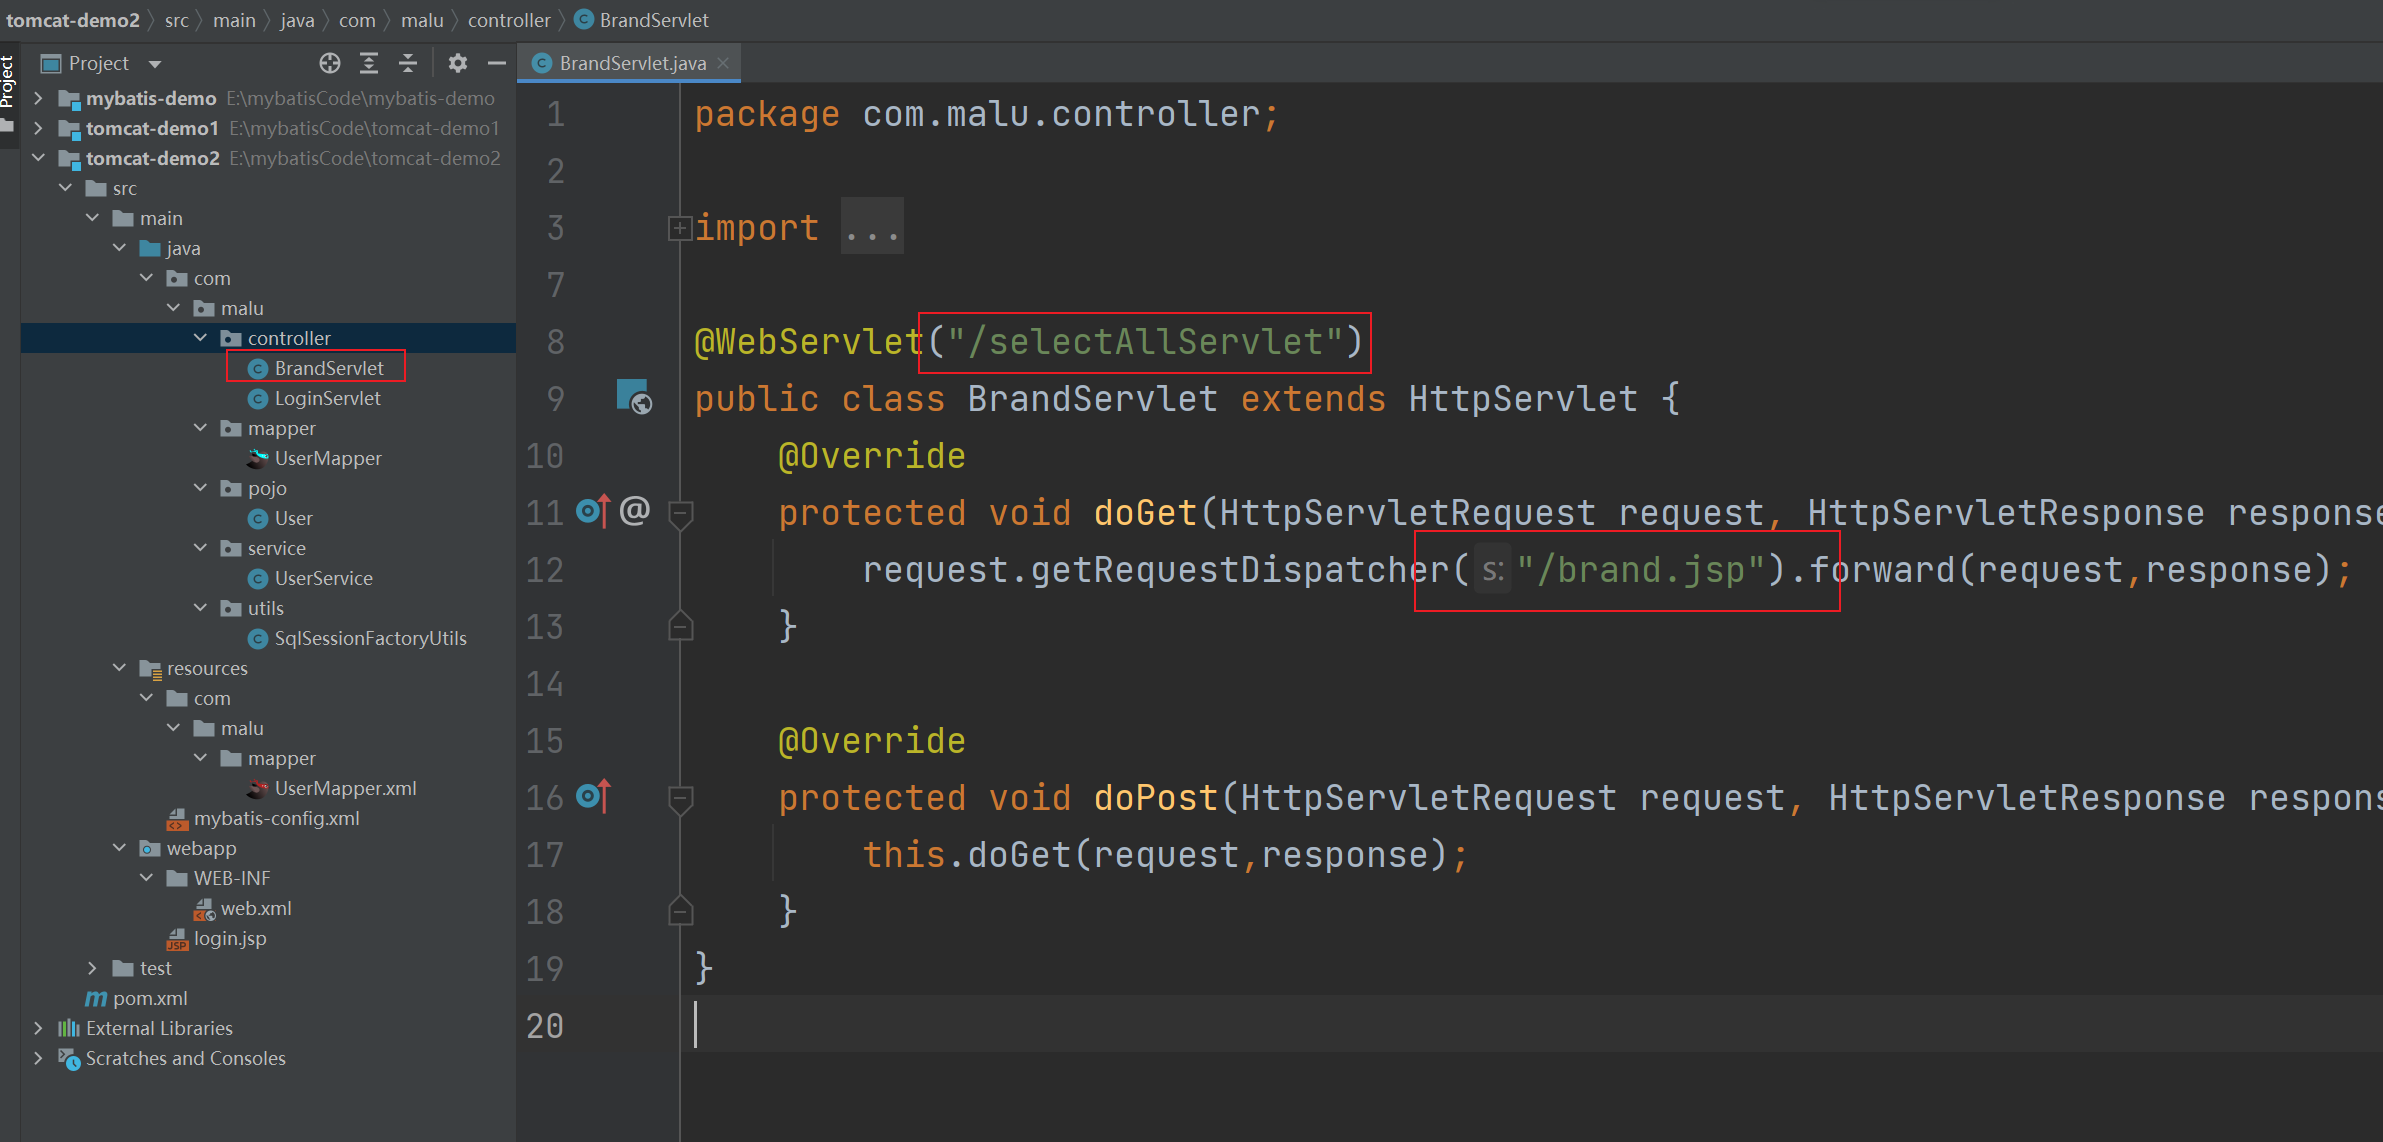 tomcat-demo2 src main java com malu controller BrandServlet
Project
Project
mybatis-demo E:\mybatisCode\mybatis-demo
tomcat-demo1 E:\mybatisCode\tomcat-demo1
tomcat-demo2 E:\mybatisCode\tomcat-demo2
src
main
java
com
malu
controller
BrandServlet
LoginServlet
mapper
UserMapper
pojo
User
service
UserService
utils
SqlSessionFactoryUtils
resources
com
malu
mapper
UserMapper.xml
mybatis-config.xml
webapp
WEB-INF
web.xml
login.jsp
test
pom.xml
External Libraries
Scratches and Consoles
BrandServlet.java
1 package com.malu.controller;
2
3 import ...
7
8 @WebServlet("/selectAllServlet")
9 public class BrandServlet extends HttpServlet {
10 @Override
11 protected void doGet(HttpServletRequest request, HttpServletResponse response
12 request.getRequestDispatcher( s: "/brand.jsp").forward(request,response);
13 }
14
15 @Override
16 protected void doPost(HttpServletRequest request, HttpServletResponse respons
17 this.doGet(request,response);
18 }
19 }
20